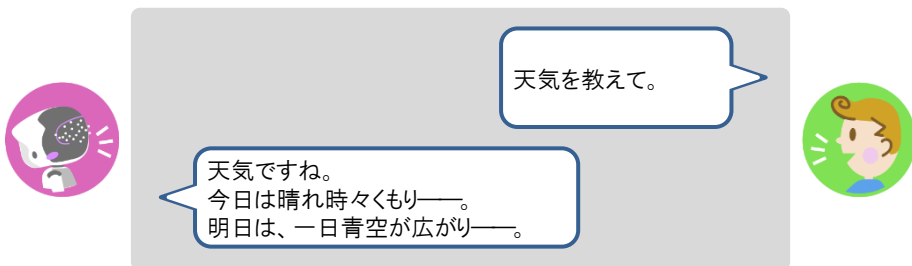 天気を教えて。
天気ですね。
今日は晴れ時々くもり――。
明日は、一日青空が広がり――。